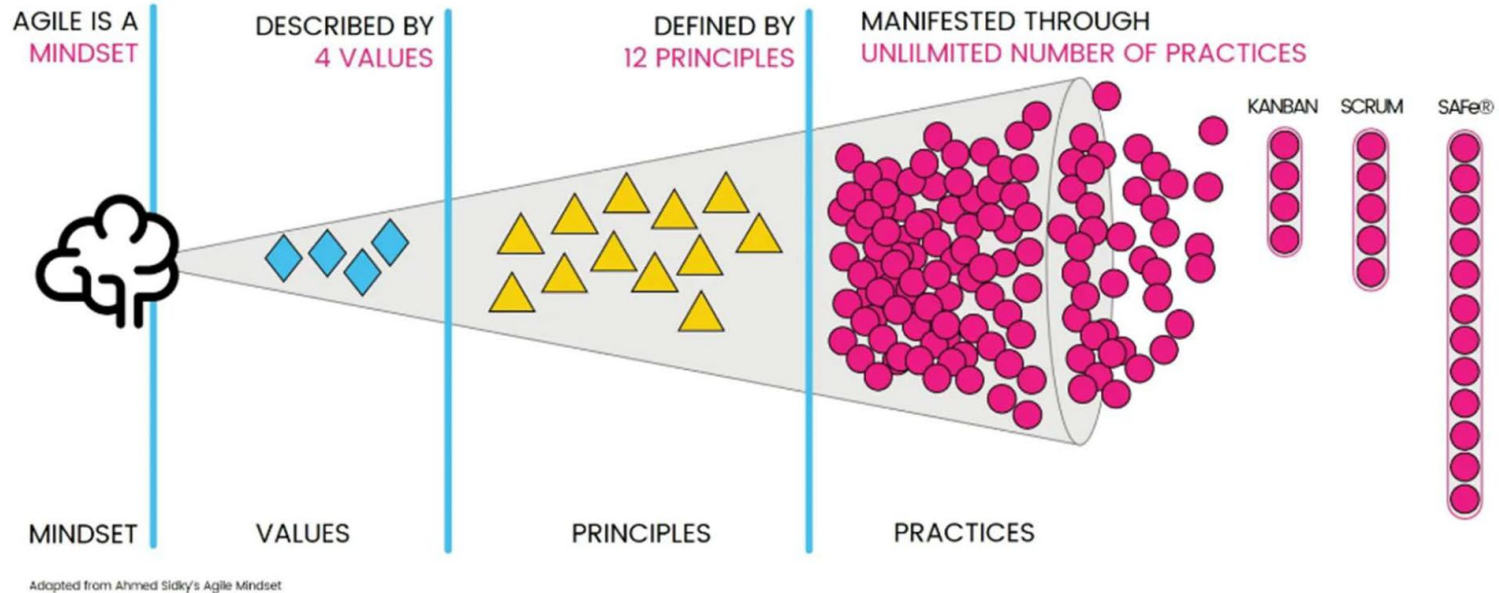 AGILE IS A
MINDSET
DESCRIBED BY
4 VALUES
DEFINED BY
12 PRINCIPLES
MANIFESTED THROUGH
UNLILMITED NUMBER OF PRACTICES
KANBAN
SCRUM
SAFe®
MINDSET
VALUES
PRINCIPLES
PRACTICES
Adapted from Ahmed Sidky's Agile Mindset